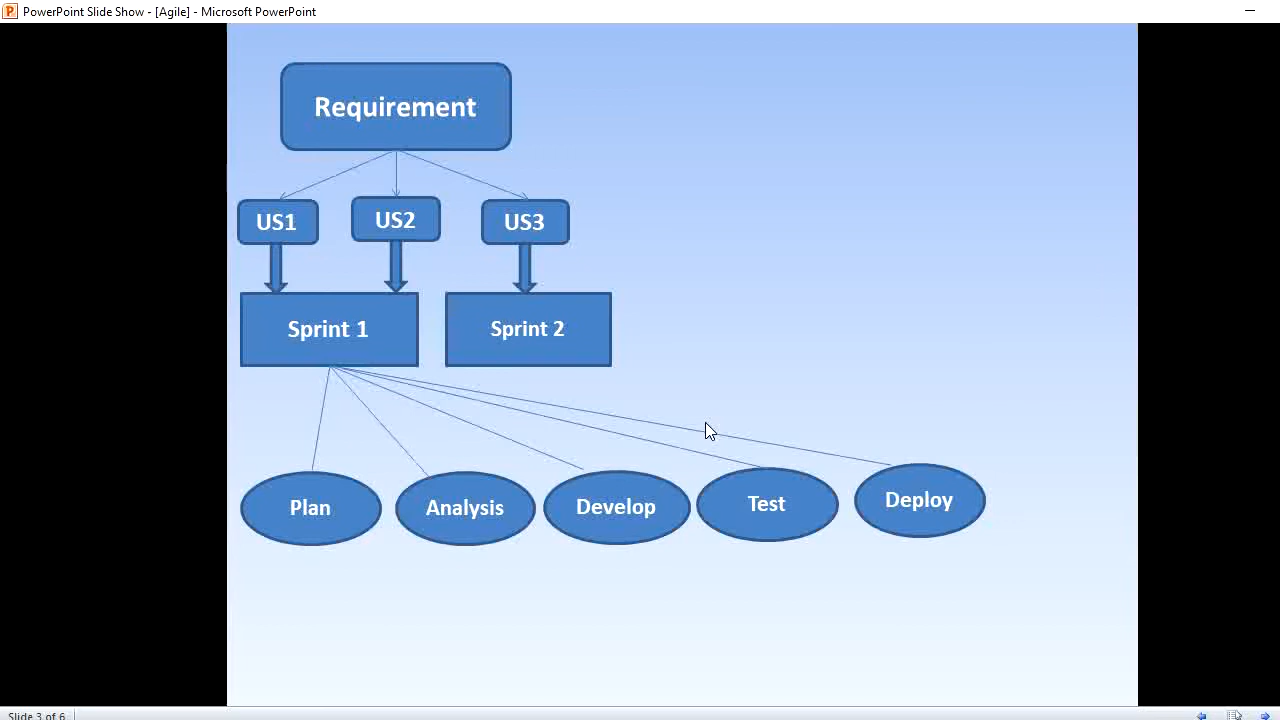 PowerPoint Slide Show - [Agile] - Microsoft PowerPoint
Requirement
US1
US2
US3
Sprint 1
Sprint 2
Plan
Analysis
Develop
Test
Deploy
Slide 3 of 6